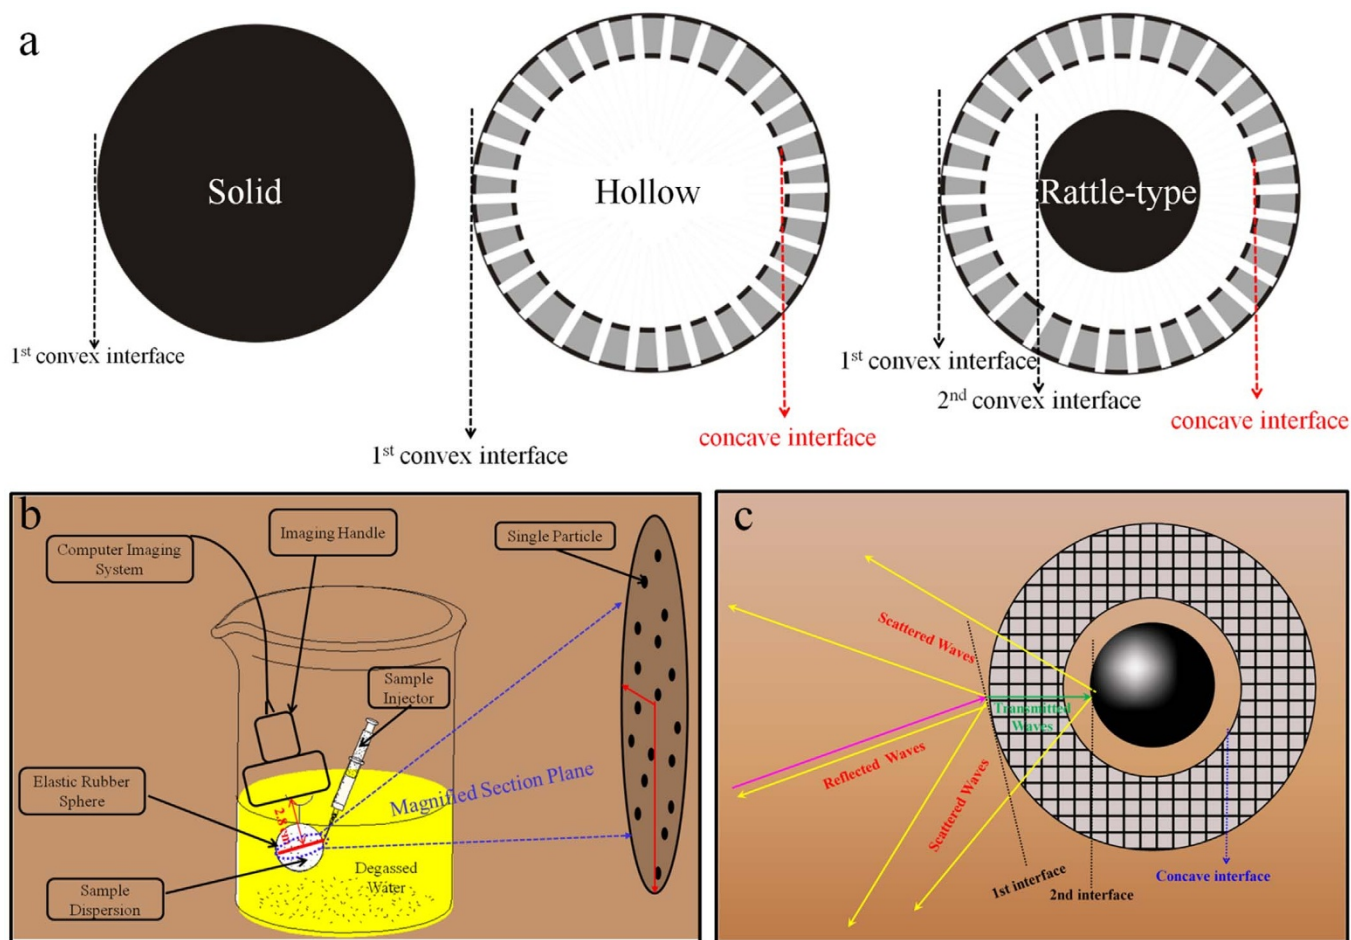 a
Solid
Hollow
Rattle-type
1st convex interface
1st convex interface
concave interface
1st convex interface
2nd convex interface
concave interface
b
Computer Imaging
System
Imaging Handle
Single Particle
Sample
Injector
Elastic Rubber
Sphere
Magnified Section Plane
Degassed
Water
Sample
Dispersion
c
Scattered Waves
Transmitted
Waves
Reflected Waves
Scattered Waves
1st interface
2nd interface
Concave interface